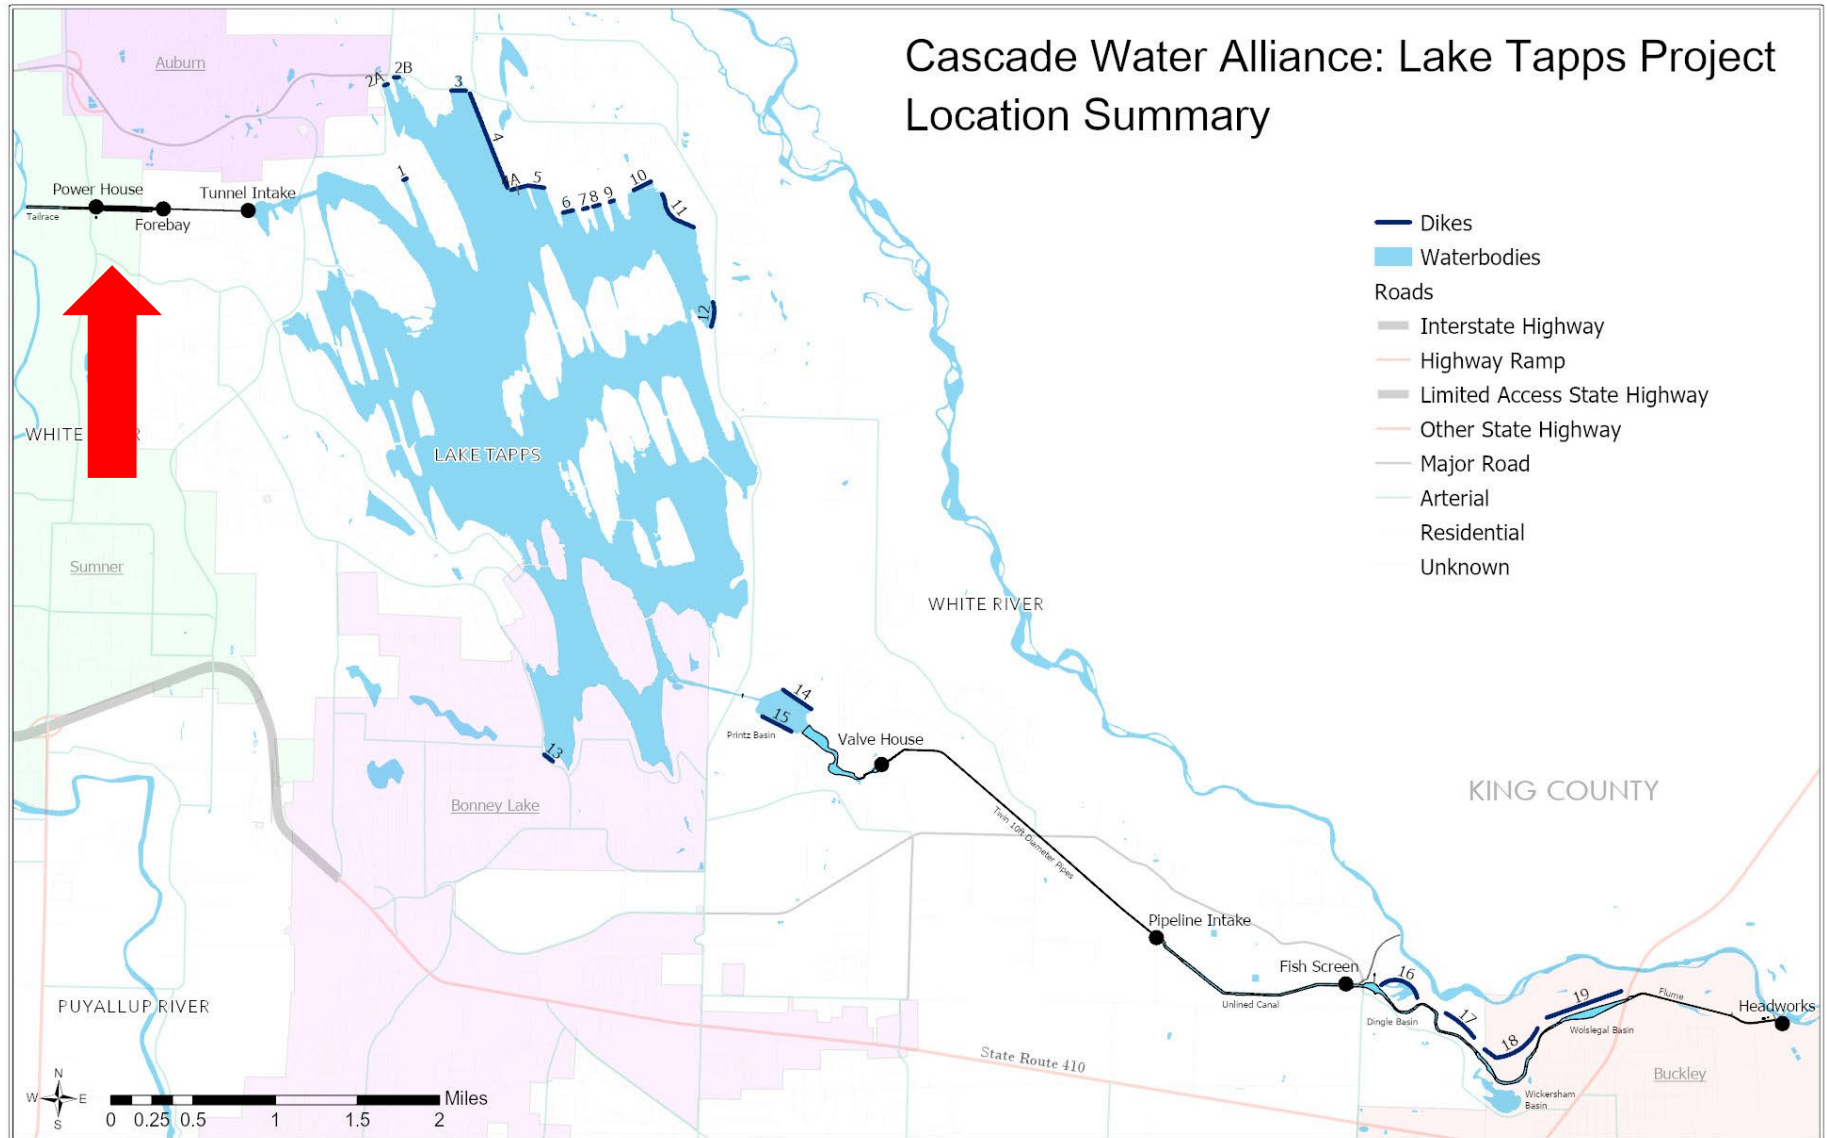 Cascade Water Alliance: Lake Tapps Project
Location Summary
Auburn
2A
2B
3
4
4A
5
1
6
7
8
9
10
11
12
Power House
Tunnel Intake
Tailrace
Forebay
Dikes
Waterbodies
Roads
Interstate Highway
Highway Ramp
Limited Access State Highway
Other State Highway
Major Road
Arterial
Residential
Unknown
WHITE R
LAKE TAPPS
Sumner
WHITE RIVER
14
15
Printz Basin
Valve House
13
Bonney Lake
KING COUNTY
Twin 10ft Diameter Pipes
Pipeline Intake
Fish Screen
16
Unlined Canal
Dingle Basin
17
18
19
Wolslegal Basin
Flume
Headworks
PUYALLUP RIVER
State Route 410
Buckley
Wickersham
Basin
N
W E
S
Miles
0 0.25 0.5 1 1.5 2